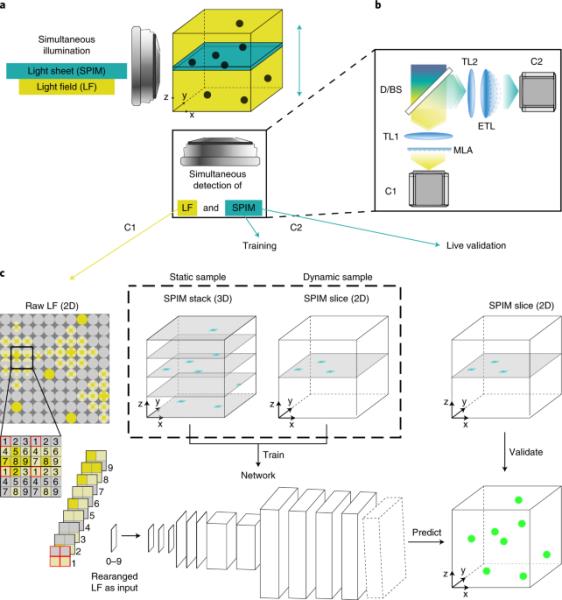 a
Simultaneous
illumination
Light sheet (SPIM)
Light field (LF)
z
y
x
Simultaneous
detection of
LF and SPIM
C1
C2
Training
Live validation
b
TL2
C2
D/BS
ETL
TL1
MLA
C1
c
Raw LF (2D)
Static sample
SPIM stack (3D)
Dynamic sample
SPIM slice (2D)
SPIM slice (2D)
z
y
x
z
y
x
z
y
x
Train
Network
Validate
1 2 3 1 2 3
4 5 6 4 5 6
7 8 9 7 8 9
1 2 3 1 2 3
4 5 6 4 5 6
7 8 9 7 8 9
9
8
7
6
5
4
3
2
1
0–9
Rearranged
LF as input
Predict
z
y
x